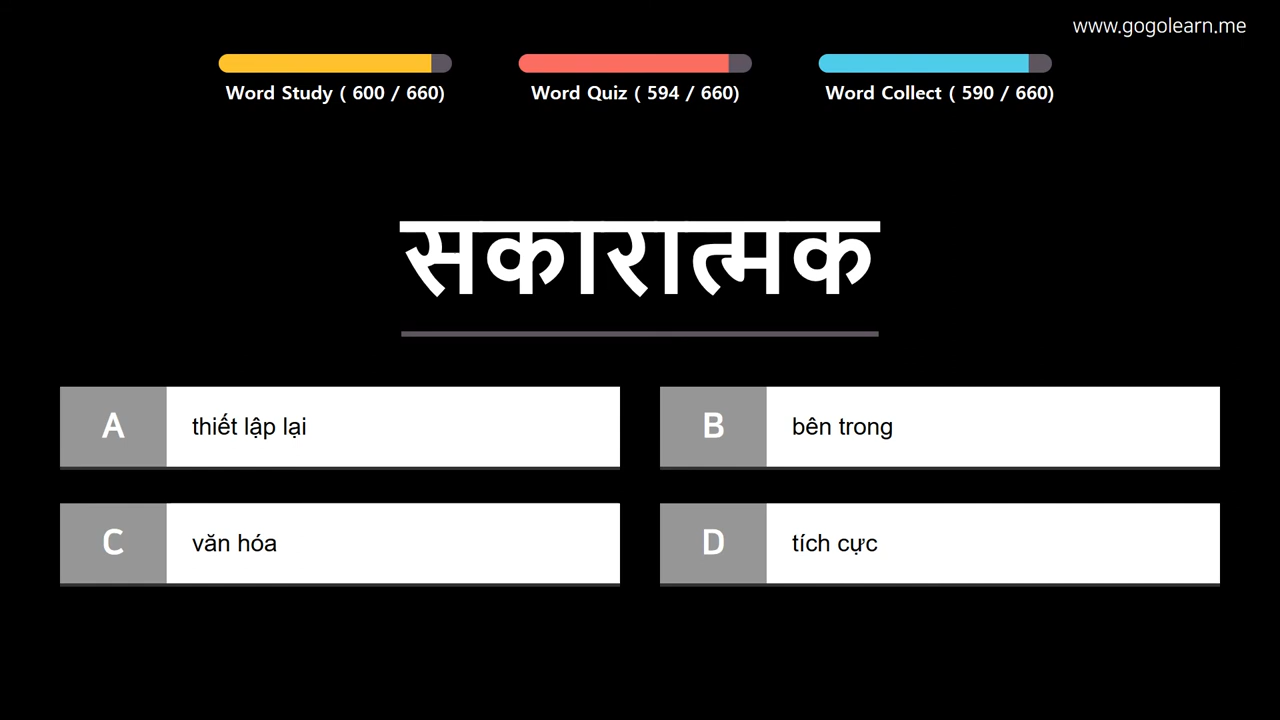 www.gogolearn.me
Word Study ( 600 / 660)
Word Quiz ( 594 / 660)
Word Collect ( 590 / 660)
सकारात्मक
A thiết lập lại
B bên trong
C văn hóa
D tích cực